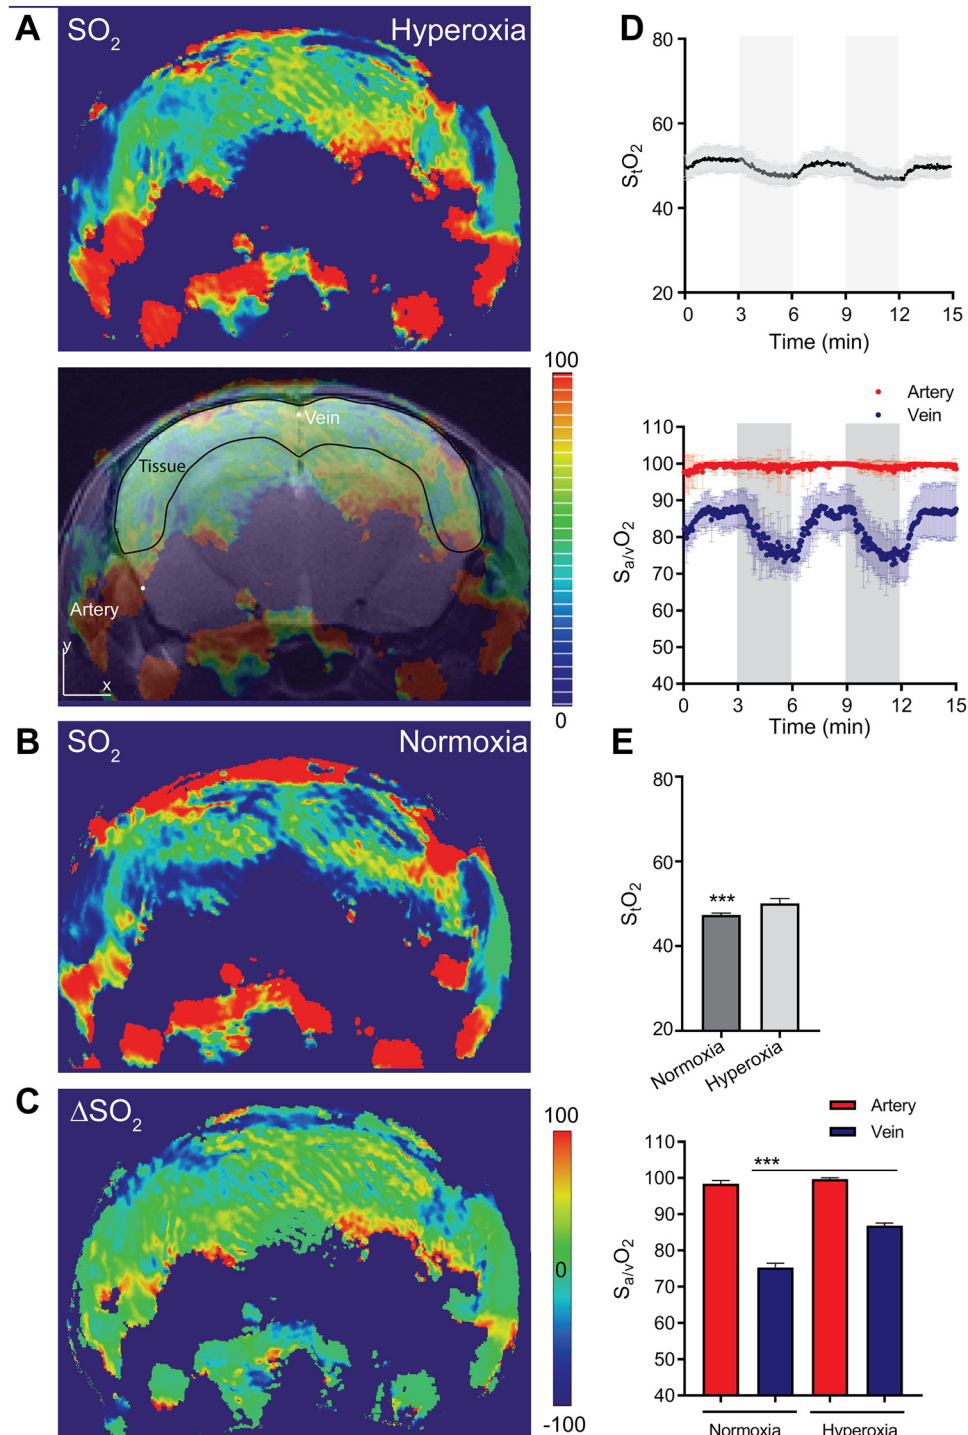 A
SO2
Hyperoxia
Vein
Tissue
Artery
y
x
100
0
B
SO2
Normoxia
C
ΔSO2
100
0
-100
D
80
60
40
20
StO2
0 3 6 9 12 15
Time (min)
Artery
Vein
110
100
90
80
70
60
50
40
Sa/vO2
0 3 6 9 12 15
Time (min)
E
80
60
40
20
StO2
***
Normoxia
Hyperoxia
Artery
Vein
110
100
90
80
70
60
50
40
Sa/vO2
***
Normoxia Hyperoxia